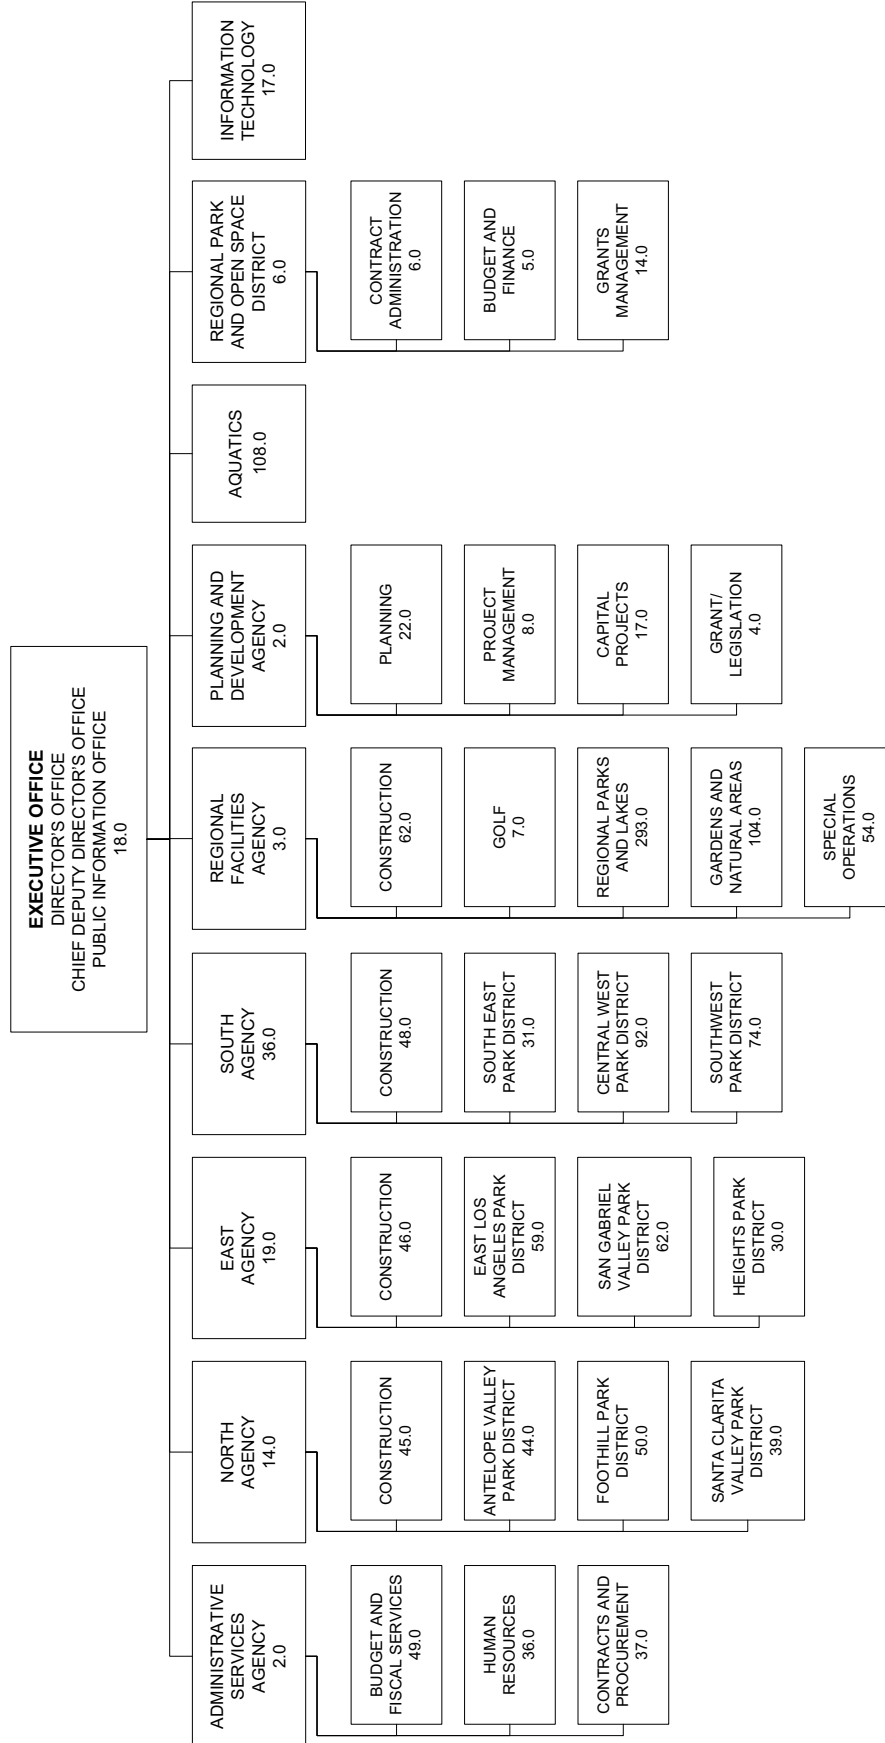 EXECUTIVE OFFICE
DIRECTOR'S OFFICE
CHIEF DEPUTY DIRECTOR'S OFFICE
PUBLIC INFORMATION OFFICE
18.0
ADMINISTRATIVE
SERVICES
AGENCY
2.0
BUDGET AND
FISCAL SERVICES
49.0
HUMAN
RESOURCES
36.0
CONTRACTS AND
PROCUREMENT
37.0
NORTH
AGENCY
14.0
CONSTRUCTION
45.0
ANTELOPE VALLEY
PARK DISTRICT
44.0
FOOTHILL PARK
DISTRICT
50.0
SANTA CLARITA
VALLEY PARK
DISTRICT
39.0
EAST
AGENCY
19.0
CONSTRUCTION
46.0
EAST LOS
ANGELES PARK
DISTRICT
59.0
SAN GABRIEL
VALLEY PARK
DISTRICT
62.0
HEIGHTS PARK
DISTRICT
30.0
SOUTH
AGENCY
36.0
CONSTRUCTION
48.0
SOUTH EAST
PARK DISTRICT
31.0
CENTRAL WEST
PARK DISTRICT
92.0
SOUTHWEST
PARK DISTRICT
74.0
REGIONAL
FACILITIES
AGENCY
3.0
CONSTRUCTION
62.0
GOLF
7.0
REGIONAL PARKS
AND LAKES
293.0
GARDENS AND
NATURAL AREAS
104.0
SPECIAL
OPERATIONS
54.0
PLANNING AND
DEVELOPMENT
AGENCY
2.0
PLANNING
22.0
PROJECT
MANAGEMENT
8.0
CAPITAL
PROJECTS
17.0
GRANT/
LEGISLATION
4.0
AQUATICS
108.0
REGIONAL PARK
AND OPEN SPACE
DISTRICT
6.0
CONTRACT
ADMINISTRATION
6.0
BUDGET AND
FINANCE
5.0
GRANTS
MANAGEMENT
14.0
INFORMATION
TECHNOLOGY
17.0